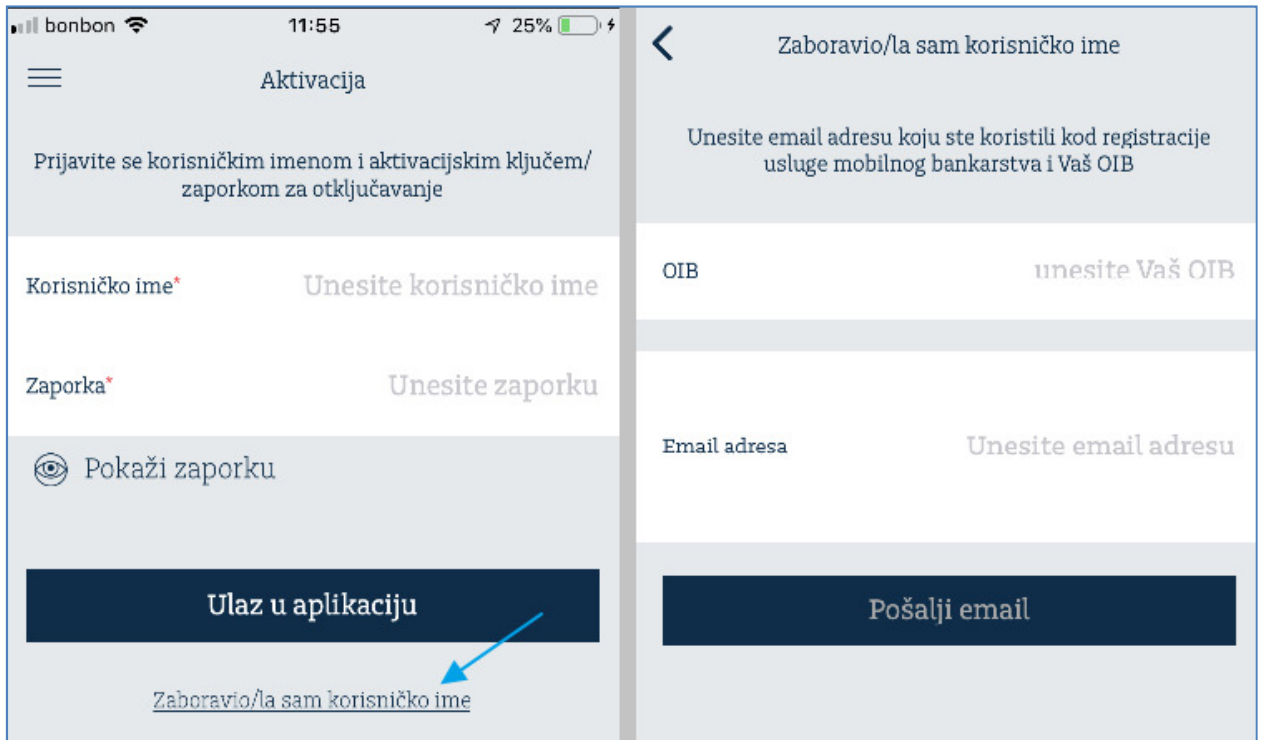 bonbon 11:55 25%
Aktivacija
Prijavite se korisničkim imenom i aktivacijskim ključem/
zaporkom za otključavanje
Korisničko ime* Unesite korisničko ime
Zaporka* Unesite zaporku
Pokaži zaporku
Ulaz u aplikaciju
Zaboravio/la sam korisničko ime
Zaboravio/la sam korisničko ime
Unesite email adresu koju ste koristili kod registracije
usluge mobilnog bankarstva i Vaš OIB
OIB unesite Vaš OIB
Email adresa Unesite email adresu
Pošalji email